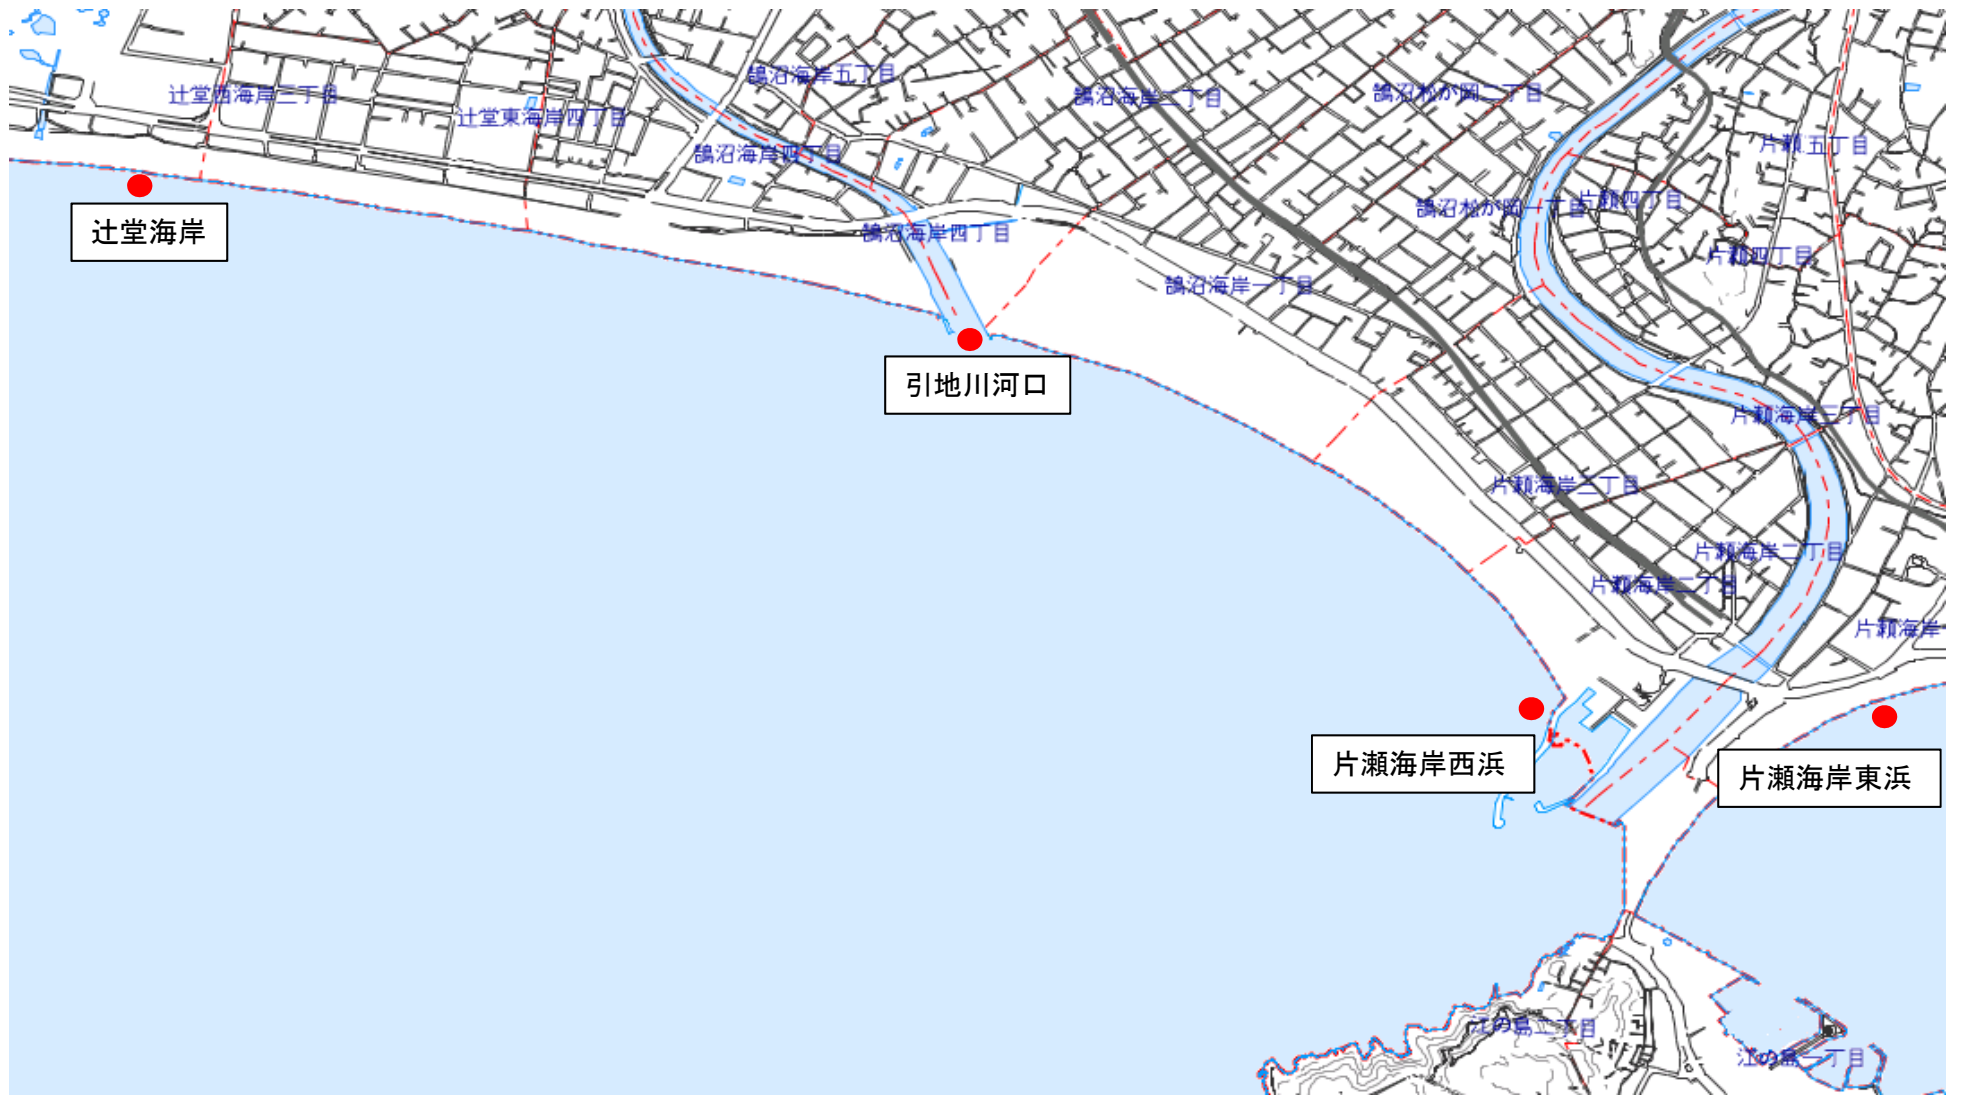 鵠沼海岸五丁目
辻堂西海岸二丁目
鵠沼海岸二丁目
鵠沼松が岡二丁目
辻堂東海岸四丁目
鵠沼海岸四丁目
片瀬五丁目
辻堂海岸
鵠沼海岸四丁目
鵠沼松が岡一丁目
片瀬四丁目
片瀬四丁目
鵠沼海岸一丁目
引地川河口
片瀬海岸三丁目
片瀬海岸三丁目
片瀬海岸二丁目
片瀬海岸二丁目
片瀬海岸
片瀬海岸西浜
片瀬海岸東浜
江の島二丁目
江の島一丁目